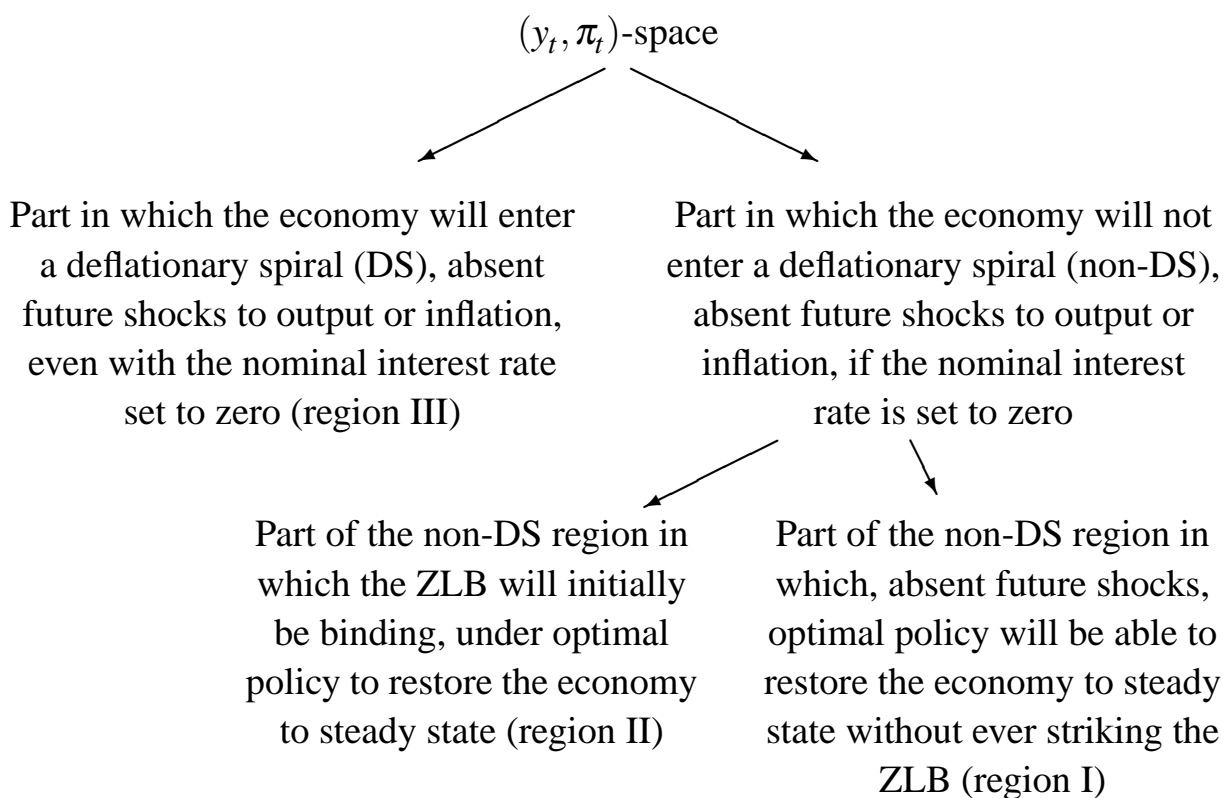 (y_t, π_t)-space
Part in which the economy will enter
a deflationary spiral (DS), absent
future shocks to output or inflation,
even with the nominal interest rate
set to zero (region III)
Part in which the economy will not
enter a deflationary spiral (non-DS),
absent future shocks to output or
inflation, if the nominal interest
rate is set to zero
Part of the non-DS region in
which the ZLB will initially
be binding, under optimal
policy to restore the economy
to steady state (region II)
Part of the non-DS region in
which, absent future shocks,
optimal policy will be able to
restore the economy to steady
state without ever striking the
ZLB (region I)